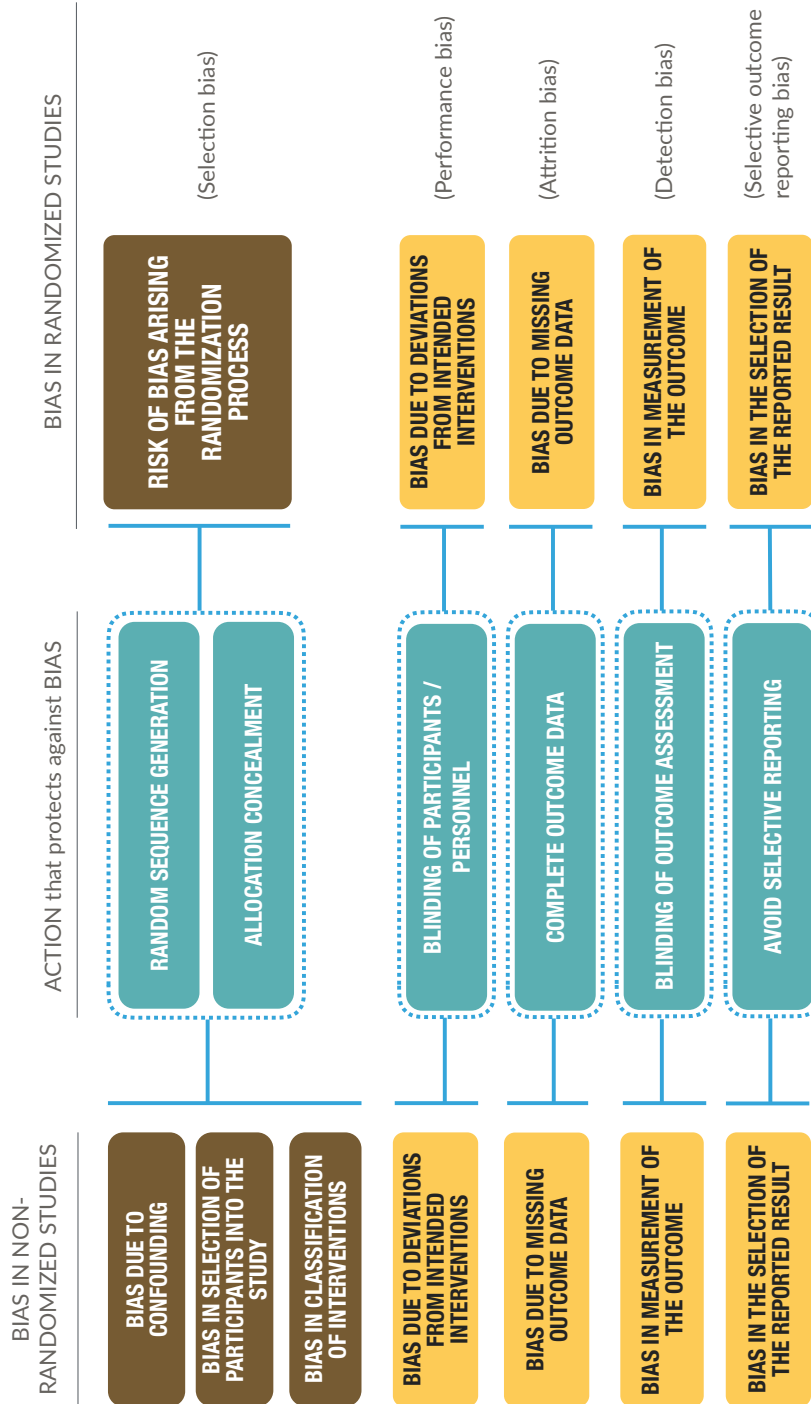 BIAS IN NON-
RANDOMIZED STUDIES
ACTION that protects against BIAS
BIAS IN RANDOMIZED STUDIES
BIAS DUE TO
CONFOUNDING
BIAS IN SELECTION OF
PARTICIPANTS INTO THE
STUDY
BIAS IN CLASSIFICATION
OF INTERVENTIONS
RANDOM SEQUENCE GENERATION
ALLOCATION CONCEALMENT
RISK OF BIAS ARISING
FROM THE
RANDOMIZATION
PROCESS
(Selection bias)
BIAS DUE TO DEVIATIONS
FROM INTENDED
INTERVENTIONS
BLINDING OF PARTICIPANTS /
PERSONNEL
BIAS DUE TO DEVIATIONS
FROM INTENDED
INTERVENTIONS
(Performance bias)
BIAS DUE TO MISSING
OUTCOME DATA
COMPLETE OUTCOME DATA
BIAS DUE TO MISSING
OUTCOME DATA
(Attrition bias)
BIAS IN MEASUREMENT OF
THE OUTCOME
BLINDING OF OUTCOME ASSESSMENT
BIAS IN MEASUREMENT OF
THE OUTCOME
(Detection bias)
BIAS IN THE SELECTION OF
THE REPORTED RESULT
AVOID SELECTIVE REPORTING
BIAS IN THE SELECTION OF
THE REPORTED RESULT
(Selective outcome
reporting bias)